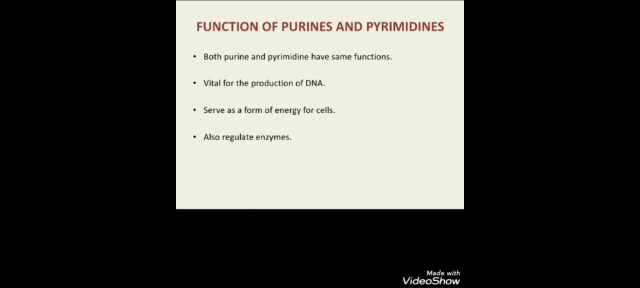 FUNCTION OF PURINES AND PYRIMIDINES
• Both purine and pyrimidine have same functions.
• Vital for the production of DNA.
• Serve as a form of energy for cells.
• Also regulate enzymes.
Made with
VideoShow